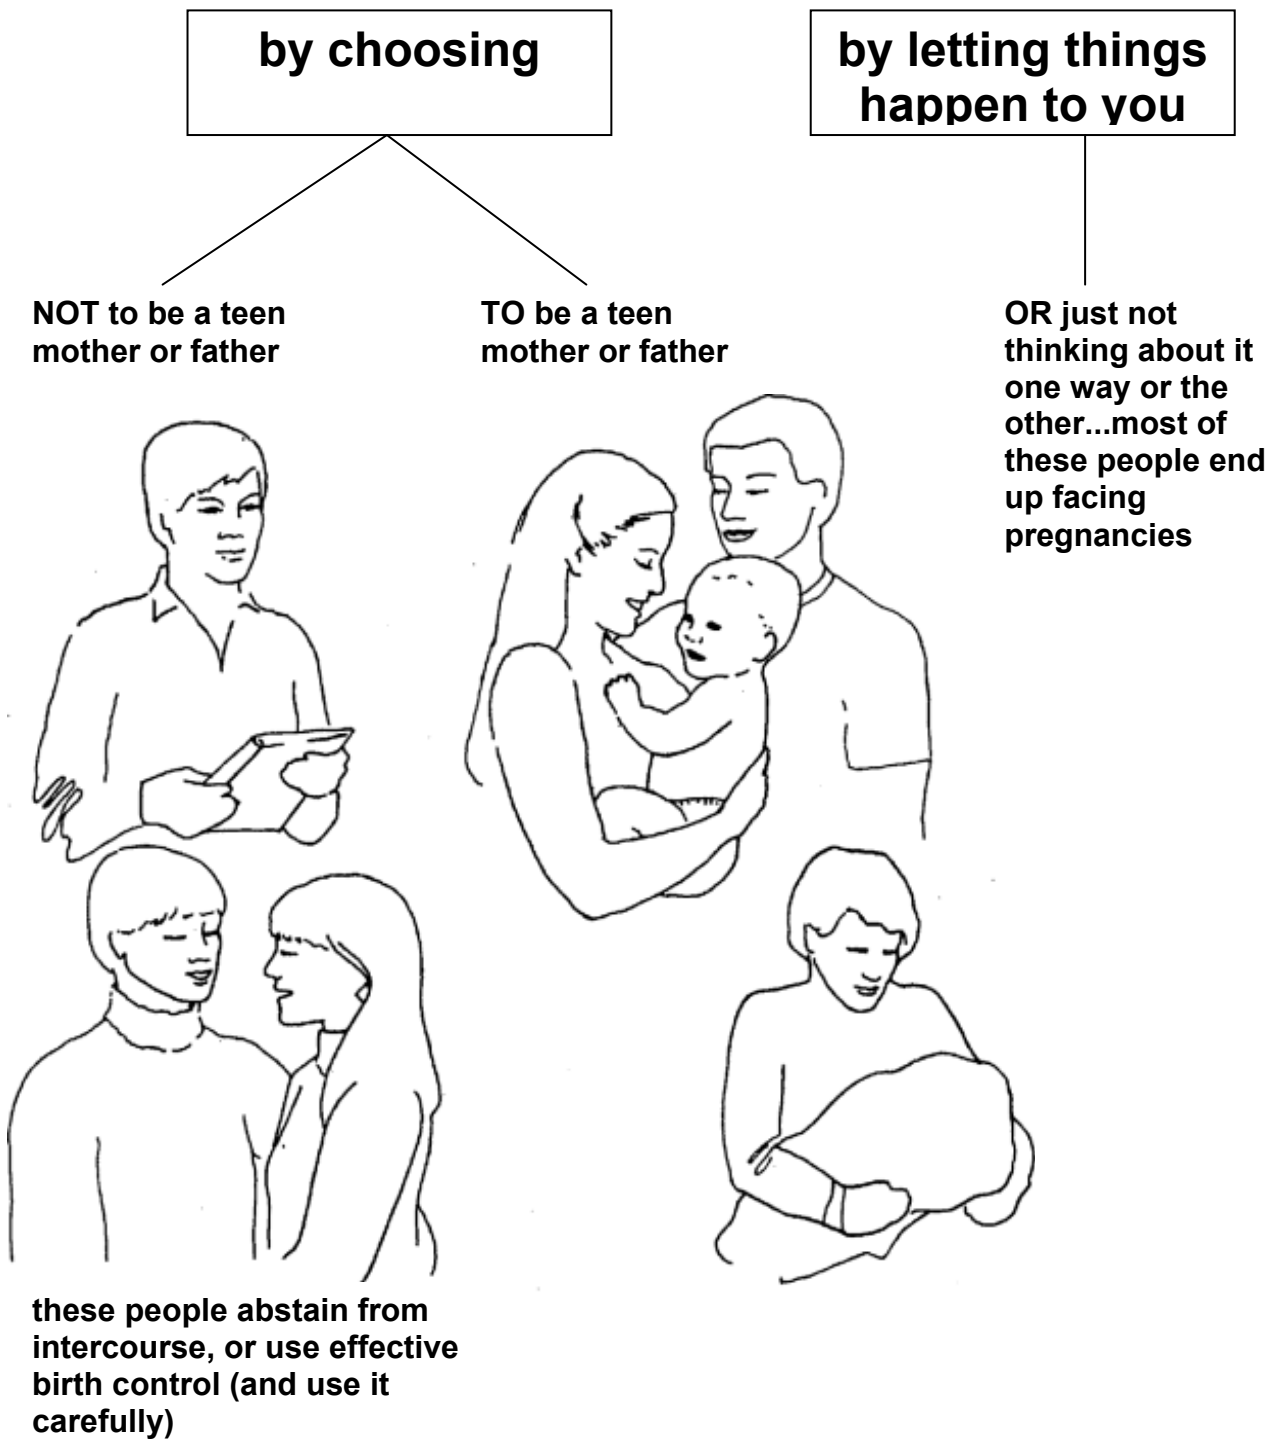 by choosing
by letting things
happen to you
NOT to be a teen
mother or father
TO be a teen
mother or father
OR just not
thinking about it
one way or the
other...most of
these people end
up facing
pregnancies
these people abstain from
intercourse, or use effective
birth control (and use it
carefully)